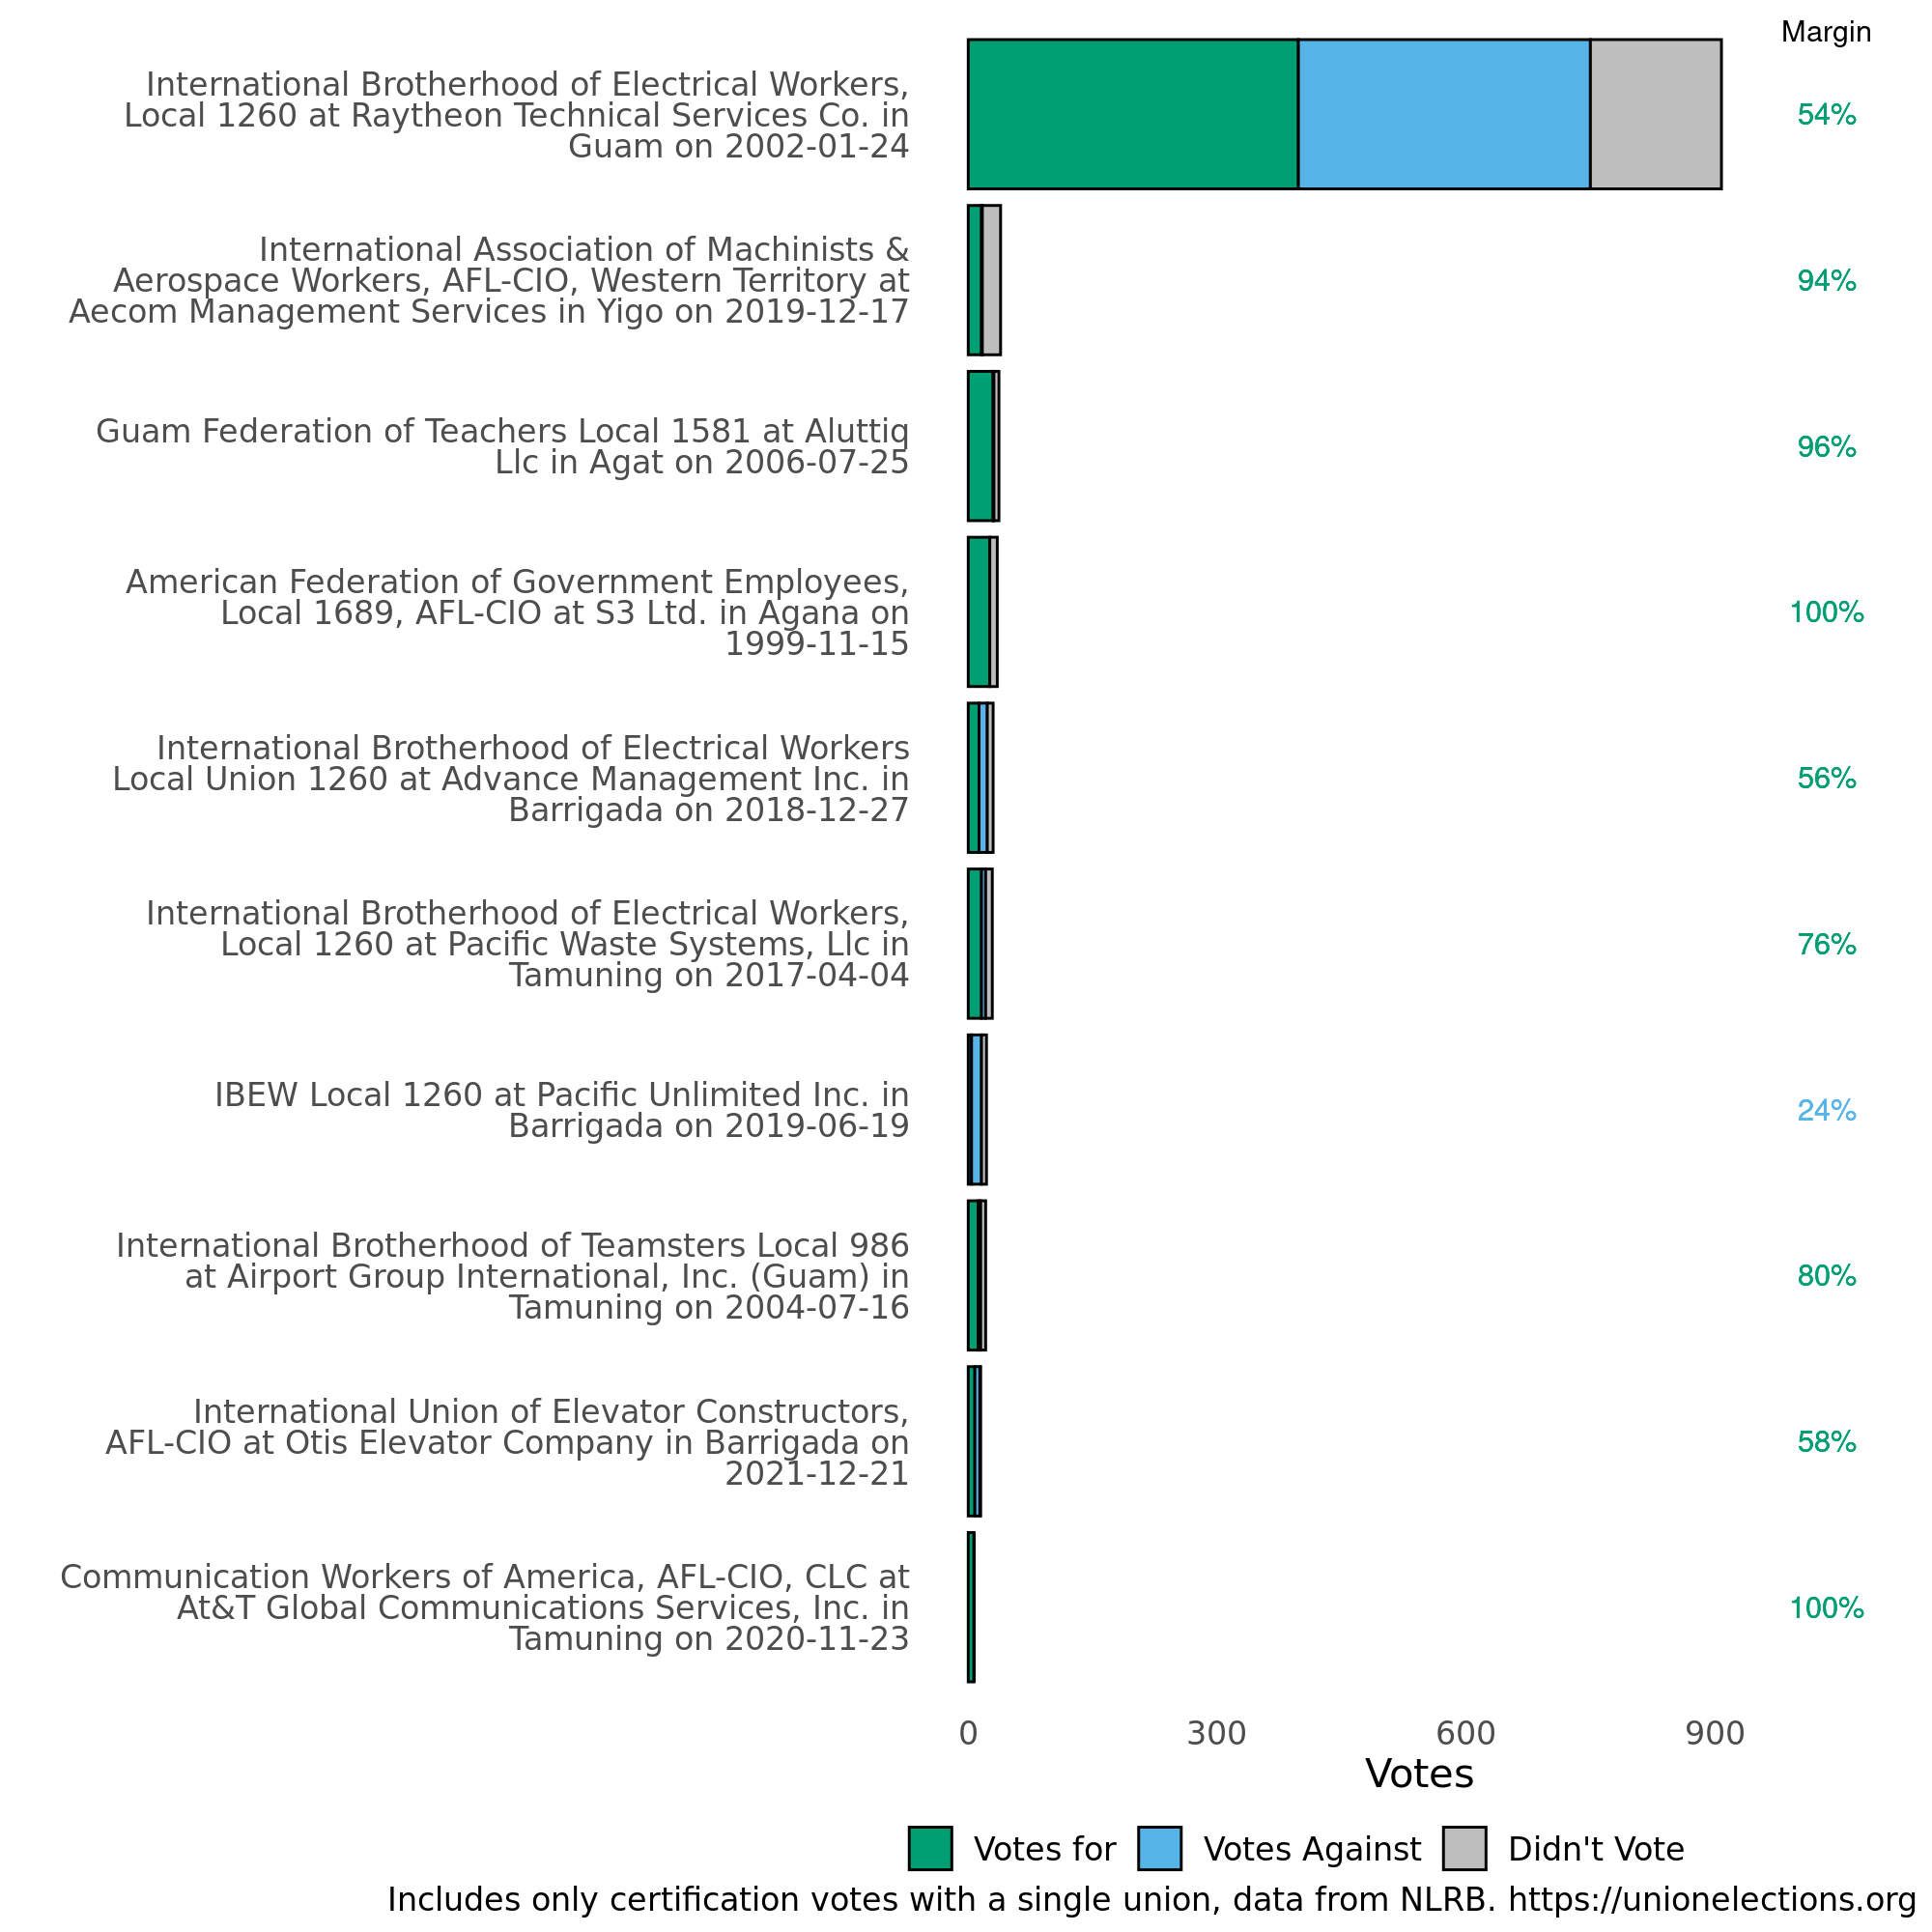 Margin
International Brotherhood of Electrical Workers,
Local 1260 at Raytheon Technical Services Co. in
Guam on 2002-01-24
54%
International Association of Machinists &
Aerospace Workers, AFL-CIO, Western Territory at
Aecom Management Services in Yigo on 2019-12-17
94%
Guam Federation of Teachers Local 1581 at Aluttiq
Llc in Agat on 2006-07-25
96%
American Federation of Government Employees,
Local 1689, AFL-CIO at S3 Ltd. in Agana on
1999-11-15
100%
International Brotherhood of Electrical Workers
Local Union 1260 at Advance Management Inc. in
Barrigada on 2018-12-27
56%
International Brotherhood of Electrical Workers,
Local 1260 at Pacific Waste Systems, Llc in
Tamuning on 2017-04-04
76%
IBEW Local 1260 at Pacific Unlimited Inc. in
Barrigada on 2019-06-19
24%
International Brotherhood of Teamsters Local 986
at Airport Group International, Inc. (Guam) in
Tamuning on 2004-07-16
80%
International Union of Elevator Constructors,
AFL-CIO at Otis Elevator Company in Barrigada on
2021-12-21
58%
Communication Workers of America, AFL-CIO, CLC at
At&T Global Communications Services, Inc. in
Tamuning on 2020-11-23
100%
0 300 600 900
Votes
Votes for Votes Against Didn't Vote
Includes only certification votes with a single union, data from NLRB. https://unionelections.org